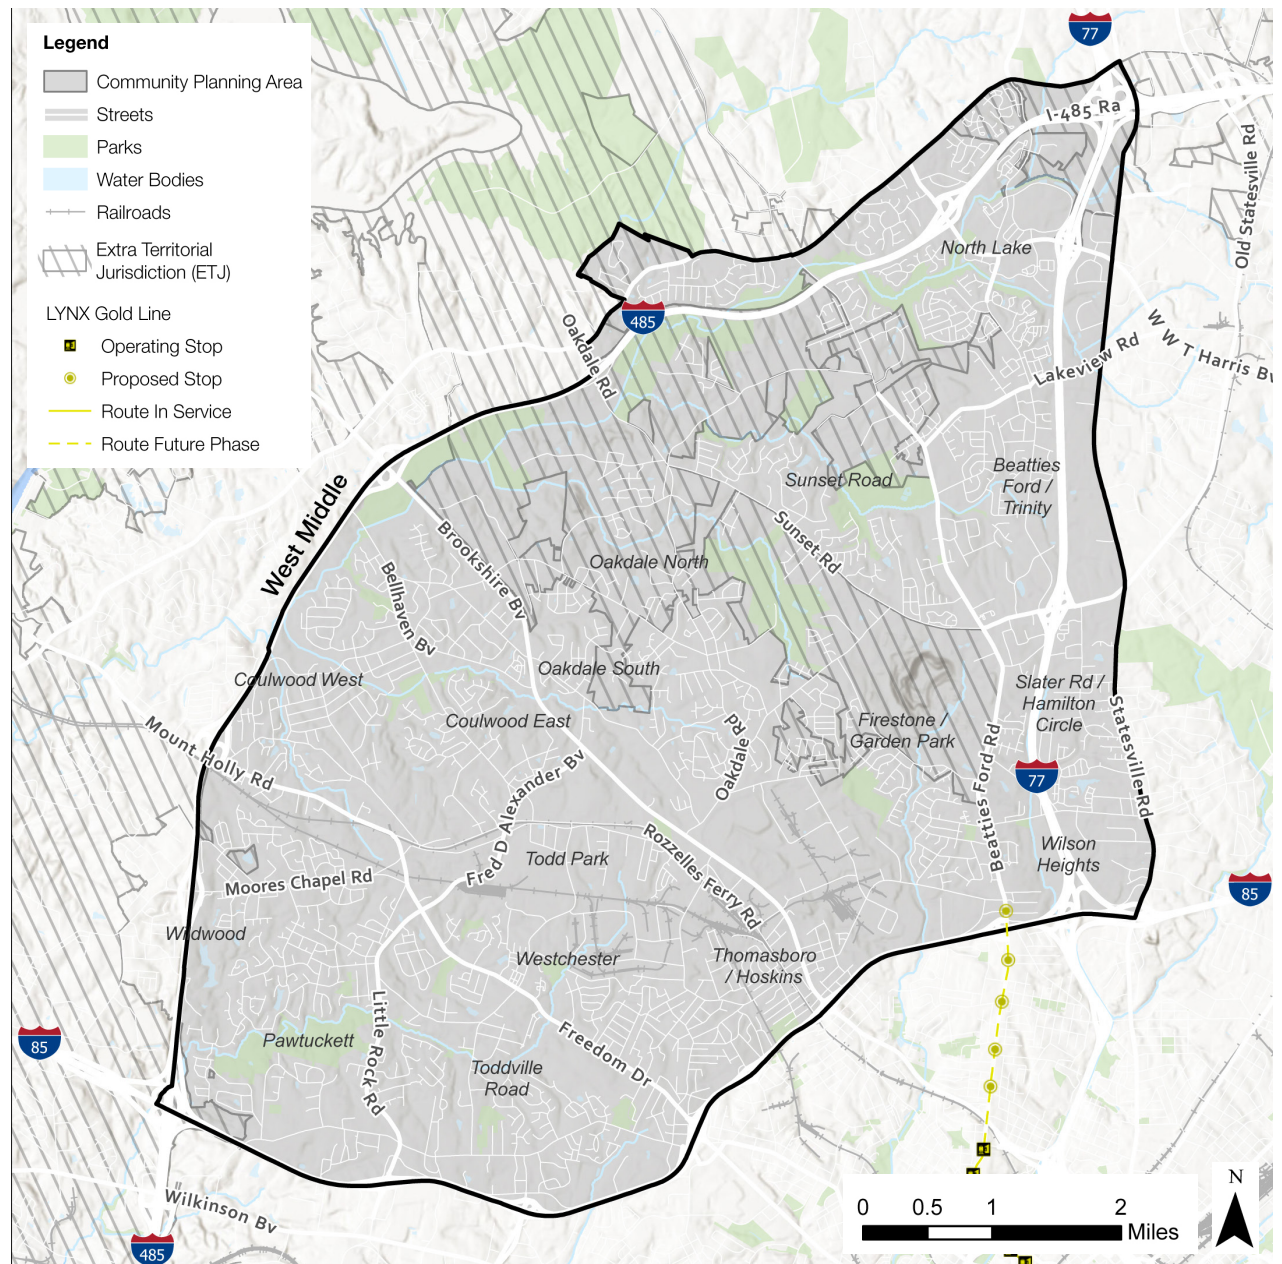 Legend
Community Planning Area
Streets
Parks
Water Bodies
Railroads
Extra Territorial
Jurisdiction (ETJ)
LYNX Gold Line
Operating Stop
Proposed Stop
Route In Service
Route Future Phase
77
I-485 Ra
Old Statesville Rd
North Lake
485
Oakdale Rd
W W T Harris Bv
Lakeview Rd
West Middle
Sunset Road
Beatties
Ford /
Trinity
Brookshire Bv
Sunset Rd
Oakdale North
Bellhaven Bv
Oakdale South
Coulwood West
Slater Rd /
Hamilton
Circle
Coulwood East
Firestone /
Garden Park
Statesville Rd
Mount Holly Rd
Oakdale Rd
Beatties Ford Rd
77
Fred D Alexander Bv
Todd Park
Rozzelles Ferry Rd
Wilson
Heights
Moores Chapel Rd
85
Wildwood
Westchester
Thomasboro
/ Hoskins
85
Pawtuckett
Little Rock Rd
Freedom Dr
Toddville
Road
Wilkinson Bv
485
N
0 0.5 1 2
Miles